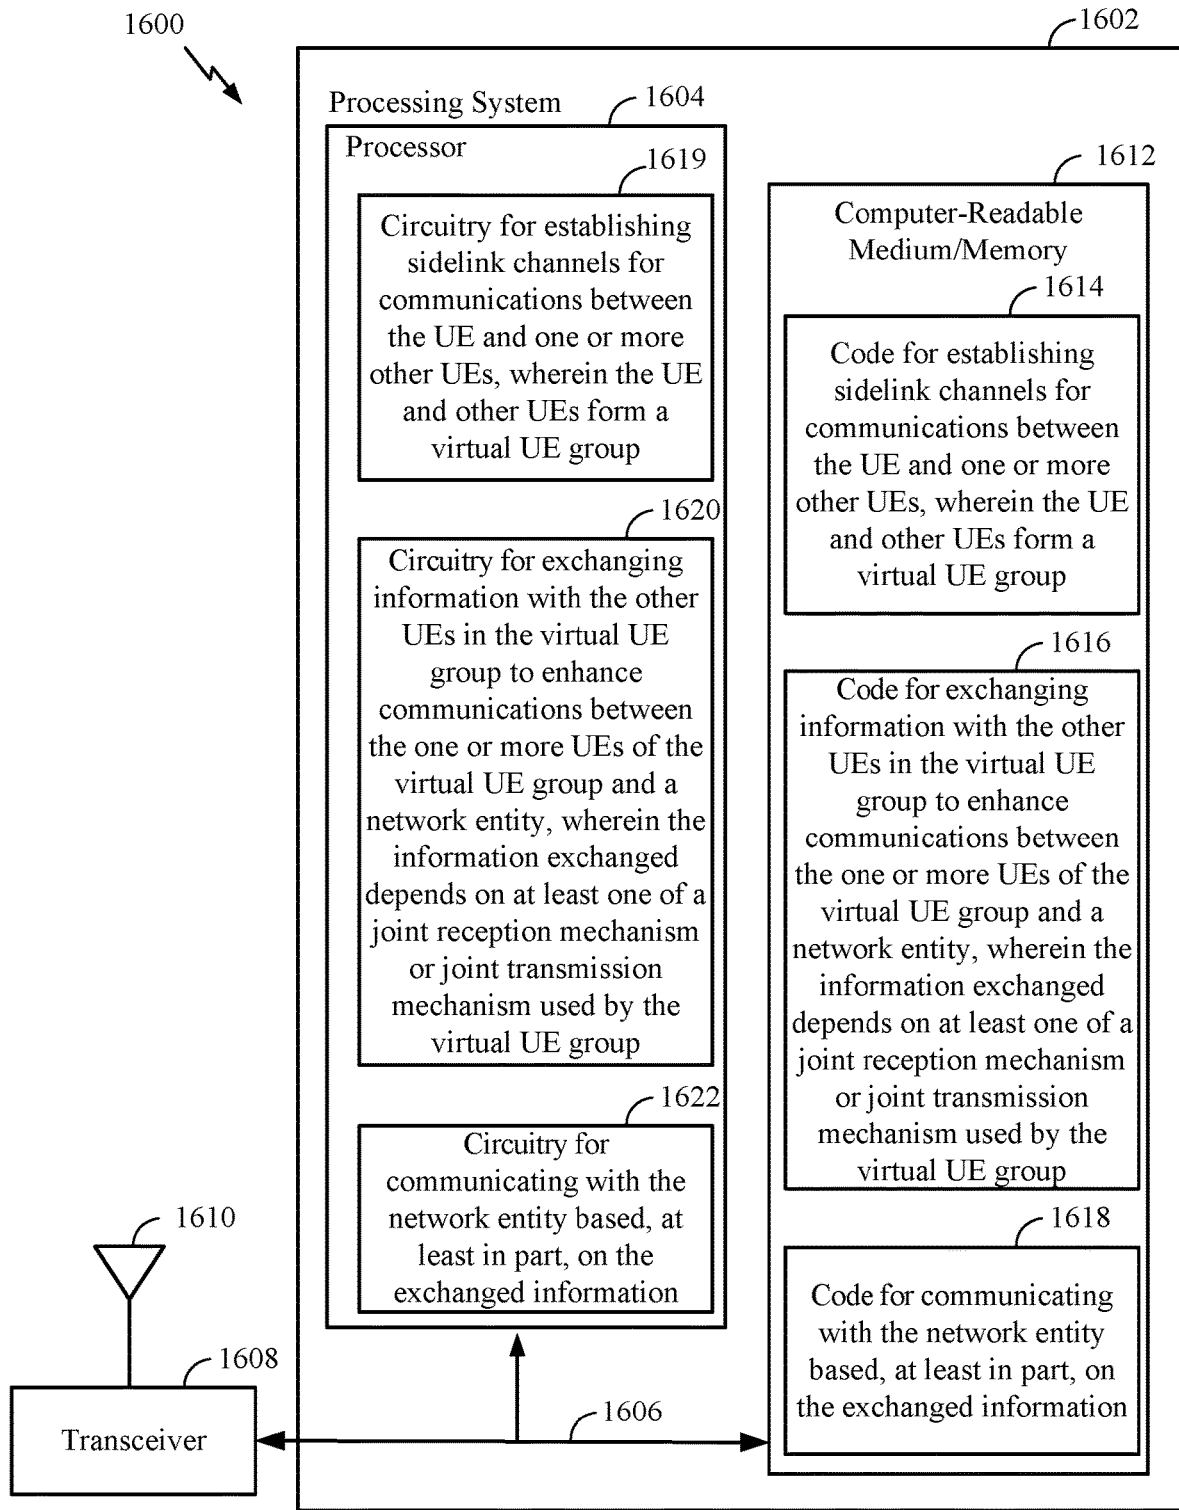 1600
1602
Processing System
1604
Processor
1619
Circuitry for establishing
sidelink channels for
communications between
the UE and one or more
other UEs, wherein the UE
and other UEs form a
virtual UE group
1620
Circuitry for exchanging
information with the other
UEs in the virtual UE
group to enhance
communications between
the one or more UEs of the
virtual UE group and a
network entity, wherein the
information exchanged
depends on at least one of a
joint reception mechanism
or joint transmission
mechanism used by the
virtual UE group
1622
Circuitry for
communicating with the
network entity based, at
least in part, on the
exchanged information
1612
Computer-Readable
Medium/Memory
1614
Code for establishing
sidelink channels for
communications between
the UE and one or more
other UEs, wherein the UE
and other UEs form a
virtual UE group
1616
Code for exchanging
information with the other
UEs in the virtual UE
group to enhance
communications between
the one or more UEs of the
virtual UE group and a
network entity, wherein the
information exchanged
depends on at least one of a
joint reception mechanism
or joint transmission
mechanism used by the
virtual UE group
1618
Code for communicating
with the network entity
based, at least in part, on
the exchanged information
1610
1608
Transceiver
1606